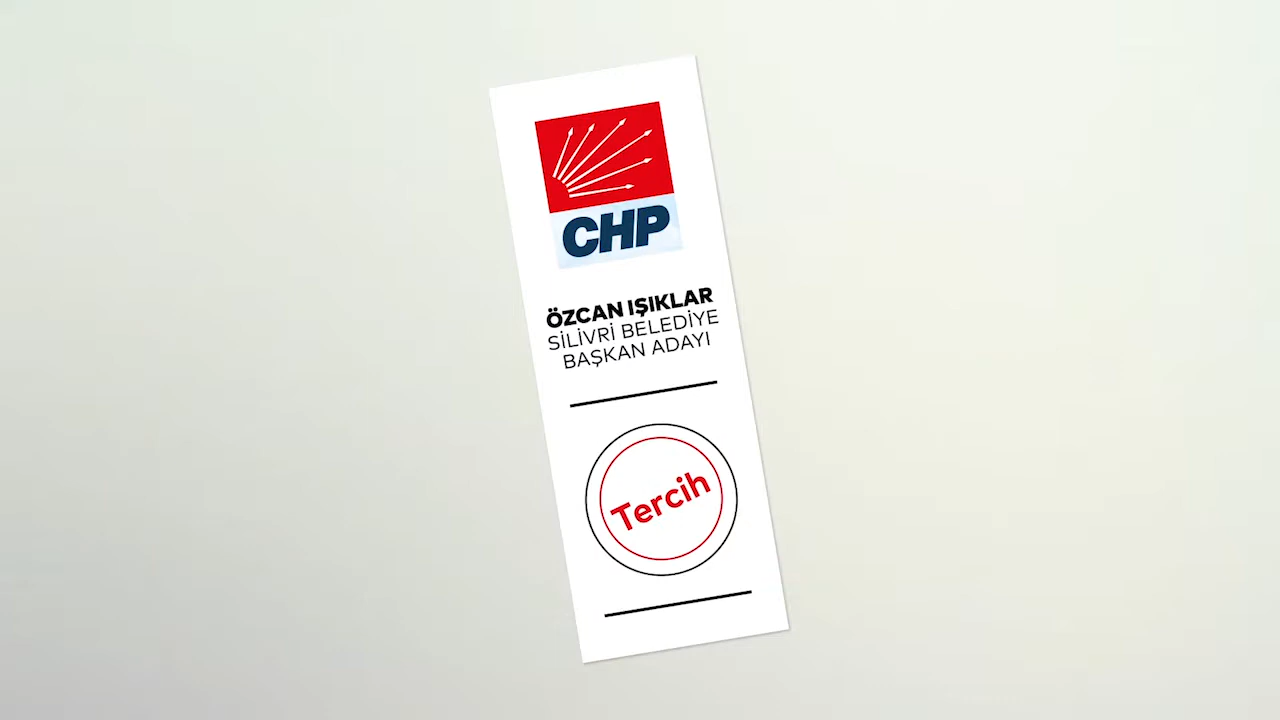 CHP
ÖZCAN IŞIKLAR
SİLİVRİ BELEDİYE
BAŞKAN ADAYI
Tercih